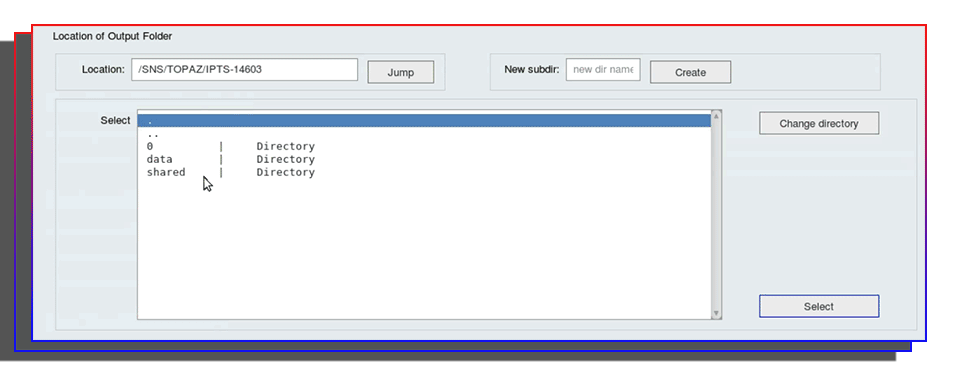 Location of Output Folder
Location: /SNS/TOPAZ/IPTS-14603 Jump New subdir: new dir name Create
Select . Change directory
..
0 | Directory
data | Directory
shared | Directory
Select